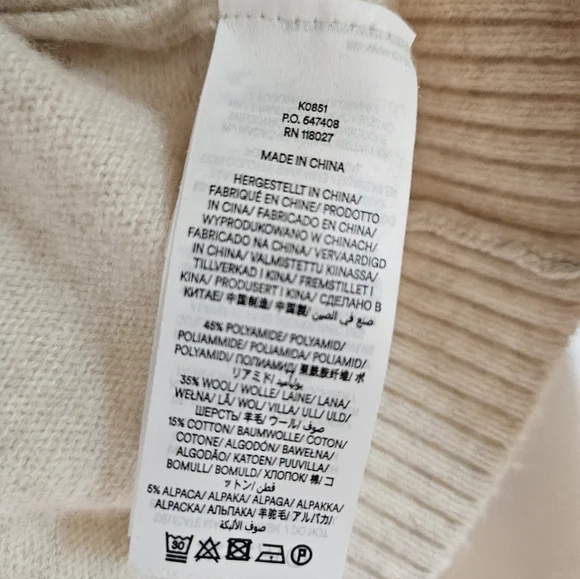 K0851
P.O. 647408
RN 118027
MADE IN CHINA
HERGESTELLT IN CHINA/
FABRIQUÉ EN CHINE/ PRODOTTO
IN CINA/ FABRICADO EN CHINA/
WYPRODUKOWANO W CHINACH/
FABRICADO NA CHINA/ VERVAARDIGD
IN CHINA/ VALMISTETTU KIINASSA/
TILLVERKAD I KINA/ FREMSTILLET I
KINA/ PRODUSERT I KINA/ СДЕЛАНО В
КИТАЕ/ 中国制造/ 中国製/ صنع في الصين
45% POLYAMIDE/ POLYAMID/
POLIAMMIDE/ POLIAMIDA/ POLIAMID/
POLYAMIDI/ ПОЛИАМИД/ 聚酰胺纤维/ ポ
リアミド/ بوليأميد
35% WOOL/ WOLLE/ LAINE/ LANA/
WEŁNA/ LÃ/ WOL/ VILLA/ ULL/ ULD/
ШЕРСТЬ/ 羊毛/ ウール/ صوف
15% COTTON/ BAUMWOLLE/ COTON/
COTONE/ ALGODÓN/ BAWEŁNA/
ALGODÃO/ KATOEN/ PUUVILLA/
BOMULL/ BOMULD/ ХЛОПОК/ 棉/ コ
ットン/ قطن
5% ALPACA/ ALPAKA/ ALPAGA/ ALPAKKA/
ALPACKA/ АЛЬПАКА/ 羊驼毛/ アルパカ/
صوف الألبكة
30
P